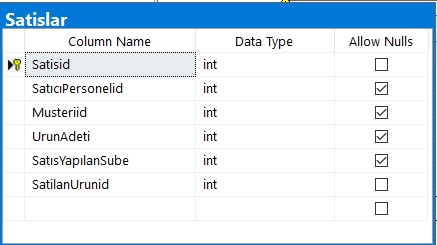 Satislar
Column Name Data Type Allow Nulls
Satisid int
SatıcıPersonelid int
Musteriid int
UrunAdeti int
SatısYapılanSube int
SatilanUrunid int